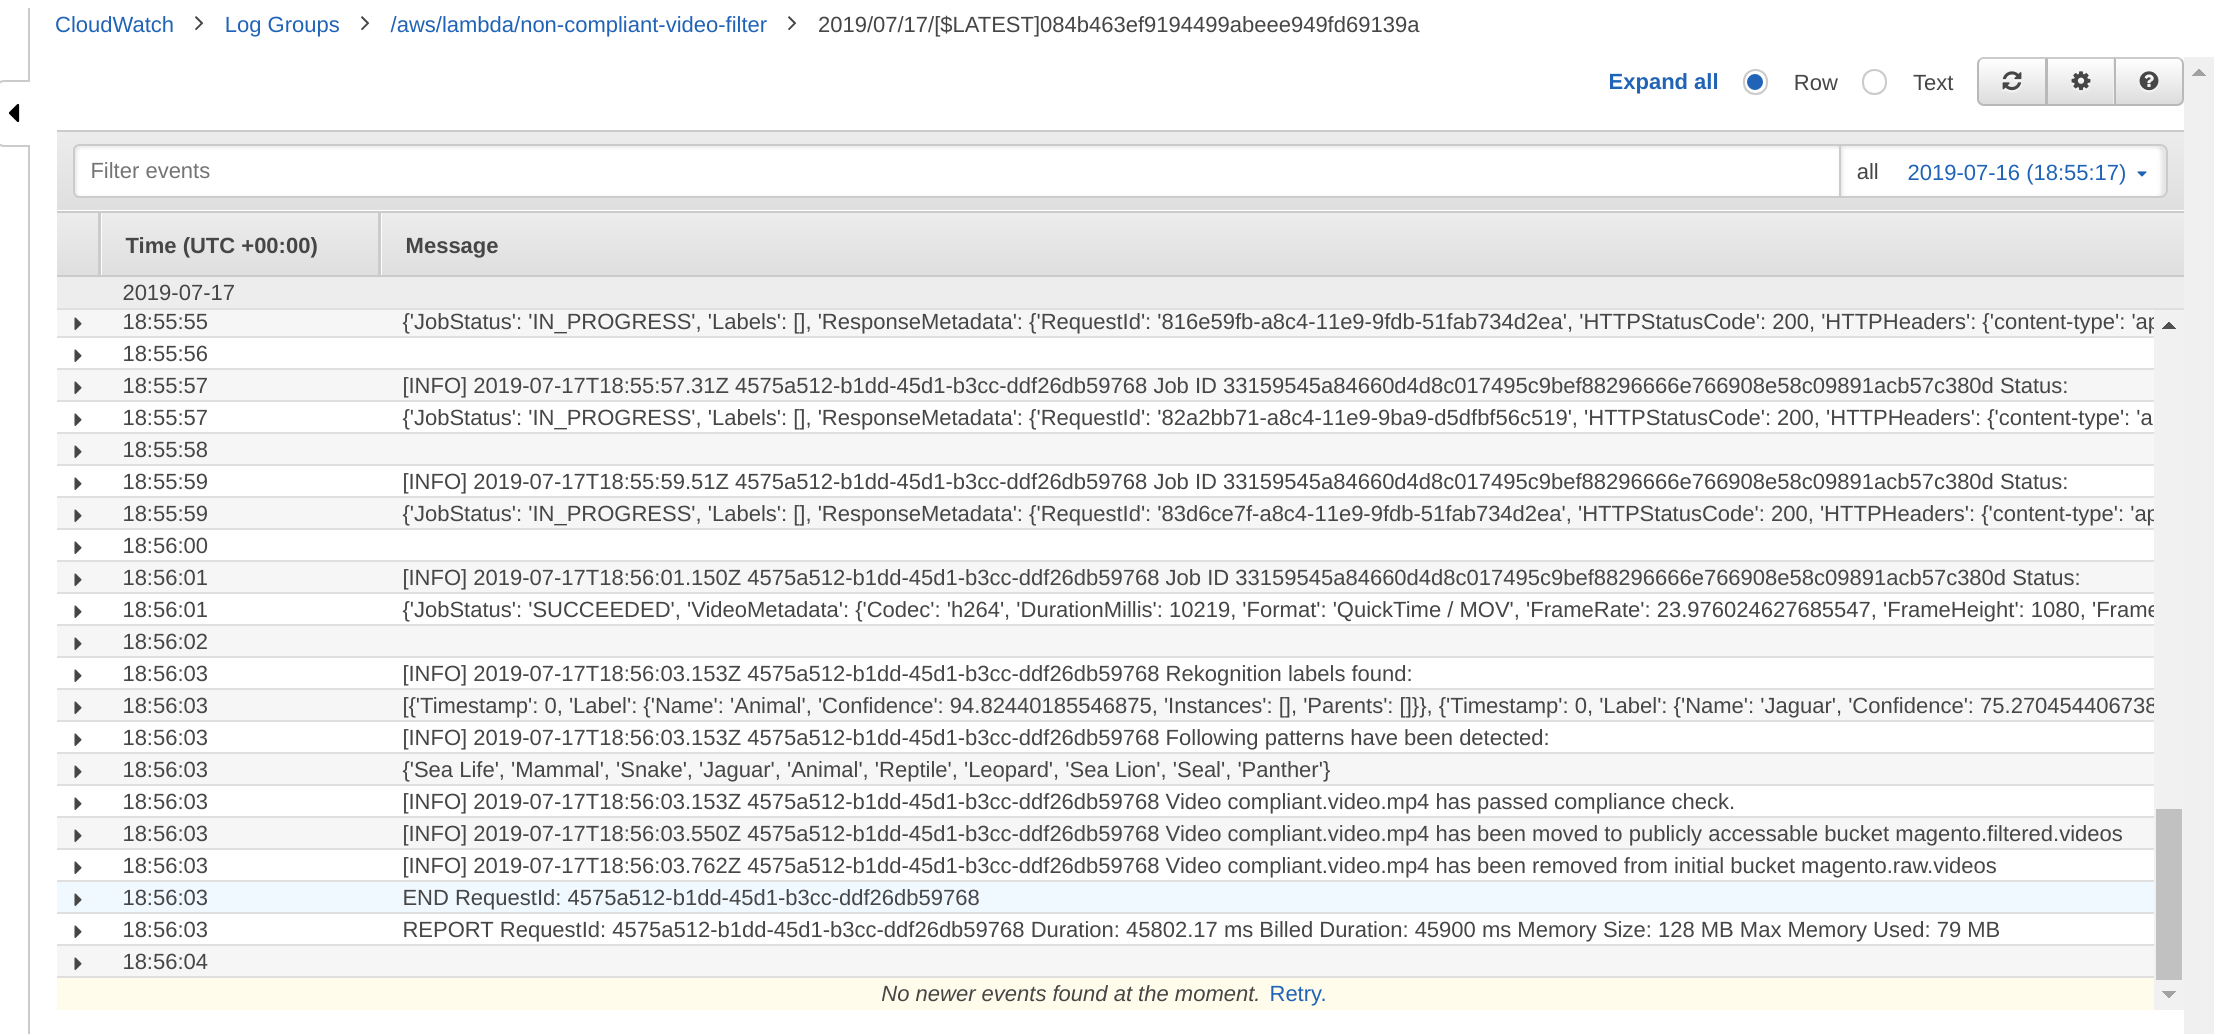 CloudWatch > Log Groups > /aws/lambda/non-compliant-video-filter > 2019/07/17/[$LATEST]084b463ef9194499abeee949fd69139a
Expand all Row Text
Filter events all 2019-07-16 (18:55:17)
Time (UTC +00:00) Message
2019-07-17
18:55:55 {'JobStatus': 'IN_PROGRESS', 'Labels': [], 'ResponseMetadata': {'RequestId': '816e59fb-a8c4-11e9-9fdb-51fab734d2ea', 'HTTPStatusCode': 200, 'HTTPHeaders': {'content-type': 'ap
18:55:56
18:55:57 [INFO] 2019-07-17T18:55:57.31Z 4575a512-b1dd-45d1-b3cc-ddf26db59768 Job ID 33159545a84660d4d8c017495c9bef88296666e766908e58c09891acb57c380d Status:
18:55:57 {'JobStatus': 'IN_PROGRESS', 'Labels': [], 'ResponseMetadata': {'RequestId': '82a2bb71-a8c4-11e9-9ba9-d5dfbf56c519', 'HTTPStatusCode': 200, 'HTTPHeaders': {'content-type': 'a
18:55:58
18:55:59 [INFO] 2019-07-17T18:55:59.51Z 4575a512-b1dd-45d1-b3cc-ddf26db59768 Job ID 33159545a84660d4d8c017495c9bef88296666e766908e58c09891acb57c380d Status:
18:55:59 {'JobStatus': 'IN_PROGRESS', 'Labels': [], 'ResponseMetadata': {'RequestId': '83d6ce7f-a8c4-11e9-9fdb-51fab734d2ea', 'HTTPStatusCode': 200, 'HTTPHeaders': {'content-type': 'ap
18:56:00
18:56:01 [INFO] 2019-07-17T18:56:01.150Z 4575a512-b1dd-45d1-b3cc-ddf26db59768 Job ID 33159545a84660d4d8c017495c9bef88296666e766908e58c09891acb57c380d Status:
18:56:01 {'JobStatus': 'SUCCEEDED', 'VideoMetadata': {'Codec': 'h264', 'DurationMillis': 10219, 'Format': 'QuickTime / MOV', 'FrameRate': 23.976024627685547, 'FrameHeight': 1080, 'Frame
18:56:02
18:56:03 [INFO] 2019-07-17T18:56:03.153Z 4575a512-b1dd-45d1-b3cc-ddf26db59768 Rekognition labels found:
18:56:03 [{'Timestamp': 0, 'Label': {'Name': 'Animal', 'Confidence': 94.82440185546875, 'Instances': [], 'Parents': []}}, {'Timestamp': 0, 'Label': {'Name': 'Jaguar', 'Confidence': 75.270454406738
18:56:03 [INFO] 2019-07-17T18:56:03.153Z 4575a512-b1dd-45d1-b3cc-ddf26db59768 Following patterns have been detected:
18:56:03 {'Sea Life', 'Mammal', 'Snake', 'Jaguar', 'Animal', 'Reptile', 'Leopard', 'Sea Lion', 'Seal', 'Panther'}
18:56:03 [INFO] 2019-07-17T18:56:03.153Z 4575a512-b1dd-45d1-b3cc-ddf26db59768 Video compliant.video.mp4 has passed compliance check.
18:56:03 [INFO] 2019-07-17T18:56:03.550Z 4575a512-b1dd-45d1-b3cc-ddf26db59768 Video compliant.video.mp4 has been moved to publicly accessable bucket magento.filtered.videos
18:56:03 [INFO] 2019-07-17T18:56:03.762Z 4575a512-b1dd-45d1-b3cc-ddf26db59768 Video compliant.video.mp4 has been removed from initial bucket magento.raw.videos
18:56:03 END RequestId: 4575a512-b1dd-45d1-b3cc-ddf26db59768
18:56:03 REPORT RequestId: 4575a512-b1dd-45d1-b3cc-ddf26db59768 Duration: 45802.17 ms Billed Duration: 45900 ms Memory Size: 128 MB Max Memory Used: 79 MB
18:56:04
No newer events found at the moment. Retry.